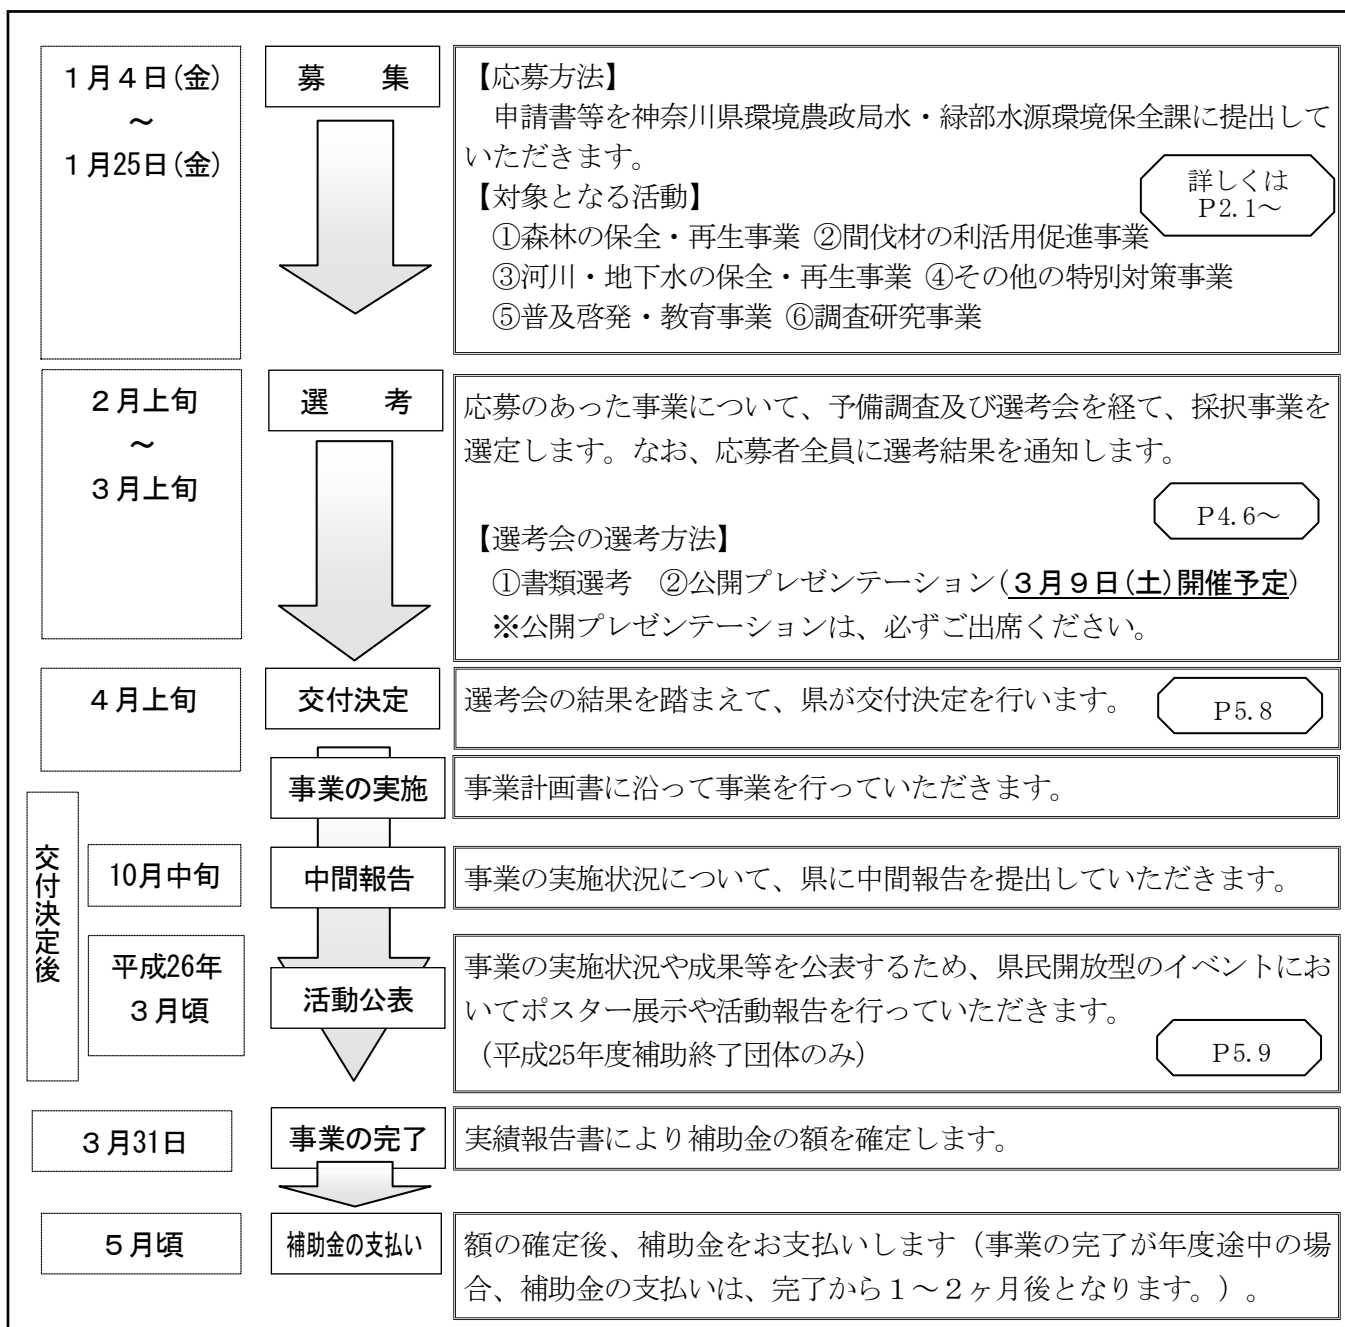 1月4日(金)
～
1月25日(金)
募　集
【応募方法】
申請書等を神奈川県環境農政局水・緑部水源環境保全課に提出して
いただきます。
【対象となる活動】
詳しくは
P2.1～
①森林の保全・再生事業 ②間伐材の利活用促進事業
③河川・地下水の保全・再生事業 ④その他の特別対策事業
⑤普及啓発・教育事業 ⑥調査研究事業
2月上旬
～
3月上旬
選　考
応募のあった事業について、予備調査及び選考会を経て、採択事業を
選定します。なお、応募者全員に選考結果を通知します。
P4.6～
【選考会の選考方法】
①書類選考　②公開プレゼンテーション(3月9日(土)開催予定)
※公開プレゼンテーションは、必ずご出席ください。
4月上旬
交付決定
選考会の結果を踏まえて、県が交付決定を行います。
P5.8
事業の実施
事業計画書に沿って事業を行っていただきます。
交付決定後
10月中旬
中間報告
事業の実施状況について、県に中間報告を提出していただきます。
平成26年
3月頃
活動公表
事業の実施状況や成果等を公表するため、県民開放型のイベントにお
いてポスター展示や活動報告を行っていただきます。
（平成25年度補助終了団体のみ）
P5.9
3月31日
事業の完了
実績報告書により補助金の額を確定します。
5月頃
補助金の支払い
額の確定後、補助金をお支払いします（事業の完了が年度途中の場
合、補助金の支払いは、完了から1～2ヶ月後となります。）。